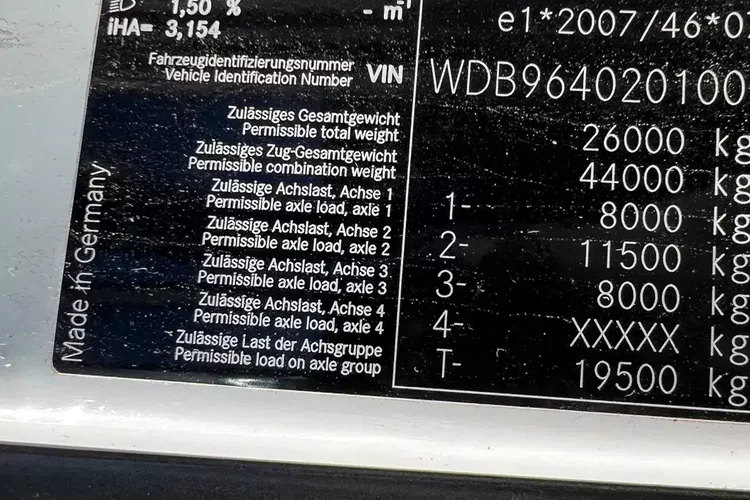 1,50 % - m⁻¹
iHA= 3,154
e1*2007/46*0
Fahrzeugidentifizierungsnummer
Vehicle Identification Number VIN WDB964020100
Zulässiges Gesamtgewicht
Permissible total weight 26000 kg
Zulässiges Zug-Gesamtgewicht
Permissible combination weight 44000 kg
Zulässige Achslast, Achse 1
Permissible axle load, axle 1 1- 8000 kg
Zulässige Achslast, Achse 2
Permissible axle load, axle 2 2- 11500 kg
Zulässige Achslast, Achse 3
Permissible axle load, axle 3 3- 8000 kg
Zulässige Achslast, Achse 4
Permissible axle load, axle 4 4- XXXXX kg
Zulässige Last der Achsgruppe
Permissible load on axle group T- 19500 kg
Made in Germany